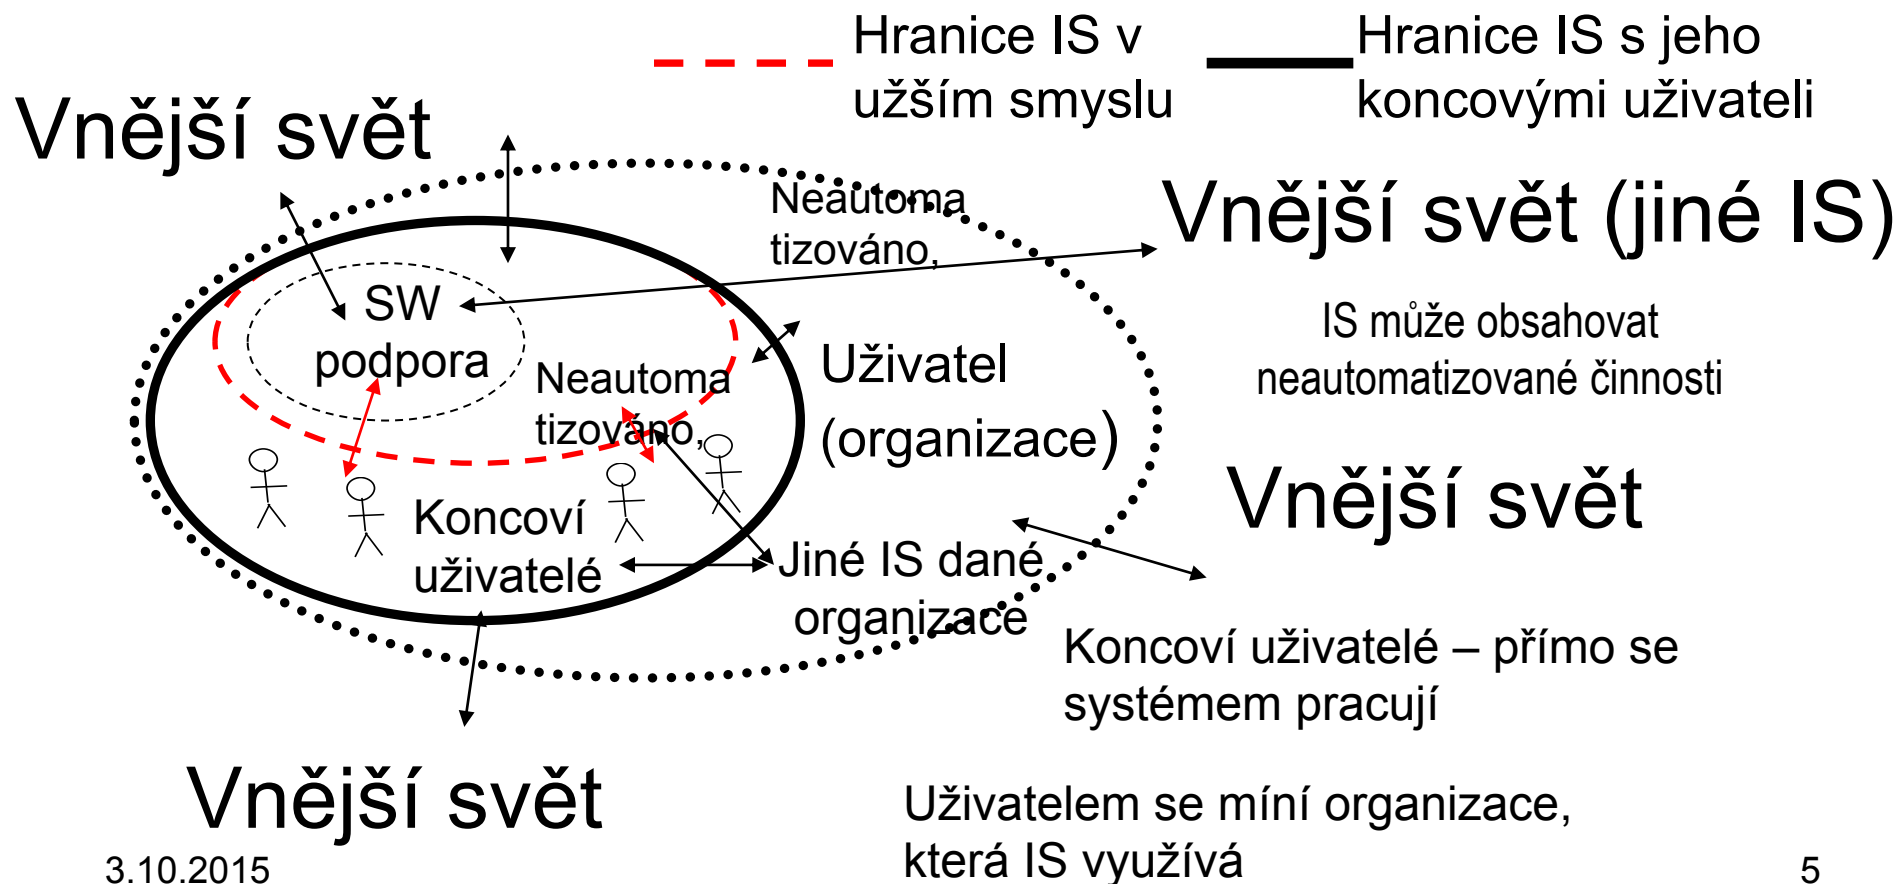 Hranice IS v
užším smyslu
Hranice IS s jeho
koncovými uživateli
Vnější svět
Neautoma
tizováno,
Vnější svět (jiné IS)
SW
podpora
IS může obsahovat
neautomatizované činnosti
Neautoma
tizováno,
Uživatel
(organizace)
Vnější svět
Koncoví
uživatelé
Jiné IS dané
organizace
Koncoví uživatelé – přímo se
systémem pracují
Vnější svět
Uživatelem se míní organizace,
která IS využívá
3.10.2015
5